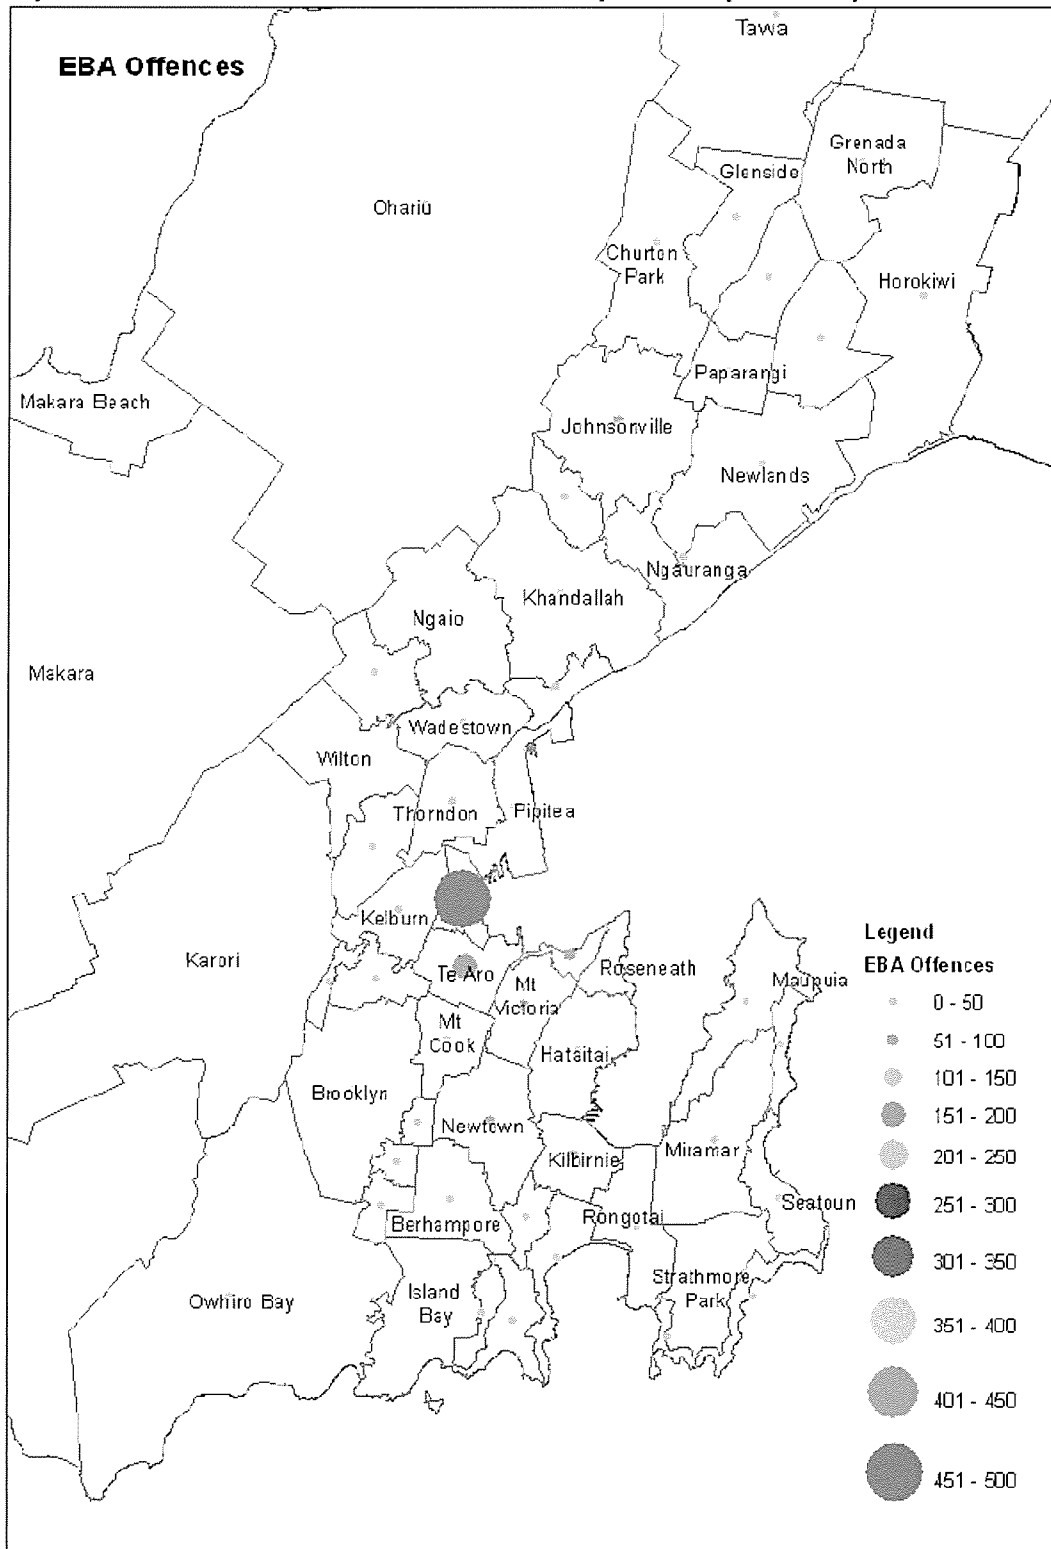 EBA Offences
Tawa
Grenada
North
Glenside
Ohariu
Churton
Park
Horokiwi
Paparangi
Makara Beach
Johnsonville
Newlands
Ngauranga
Khandallah
Ngaio
Makara
Wadestown
Wilton
Thorndon
Pipitea
Kelburn
Karori
Te Aro
Mt
Victoria
Roseneath
Maupuia
Mt
Cook
Hataitai
Brooklyn
Newtown
Kilbirnie
Miramar
Seatoun
Berhampore
Rongotai
Strathmore
Park
Island
Bay
Owhiro Bay
Legend
EBA Offences
0 - 50
51 - 100
101 - 150
151 - 200
201 - 250
251 - 300
301 - 350
351 - 400
401 - 450
451 - 500